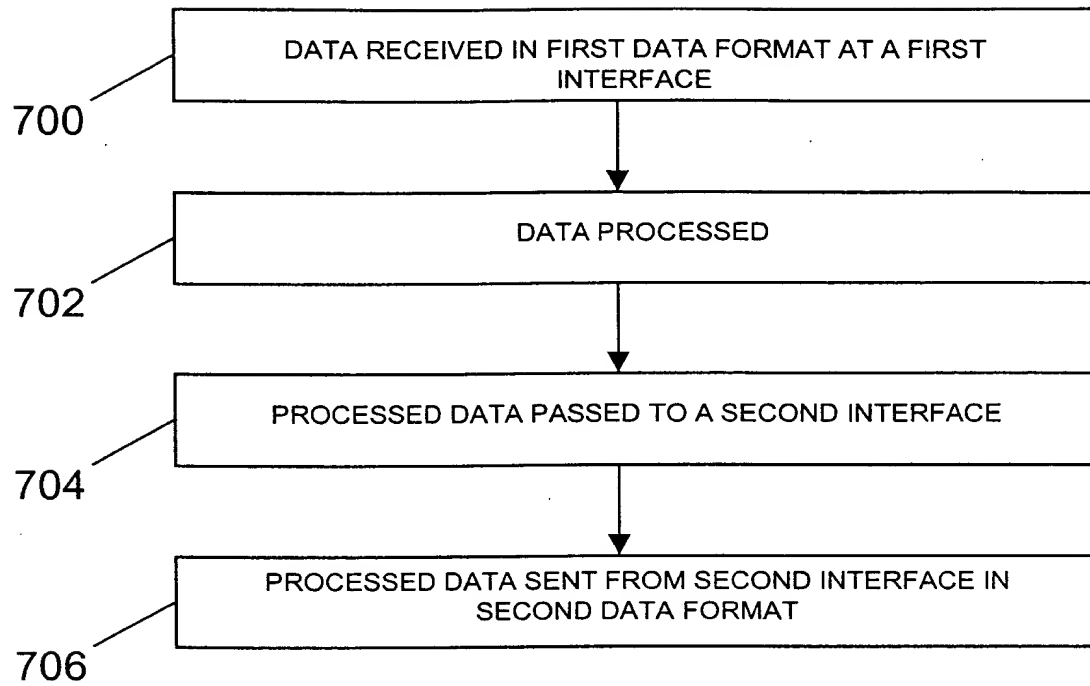 DATA RECEIVED IN FIRST DATA FORMAT AT A FIRST
INTERFACE
700
DATA PROCESSED
702
PROCESSED DATA PASSED TO A SECOND INTERFACE
704
PROCESSED DATA SENT FROM SECOND INTERFACE IN
SECOND DATA FORMAT
706